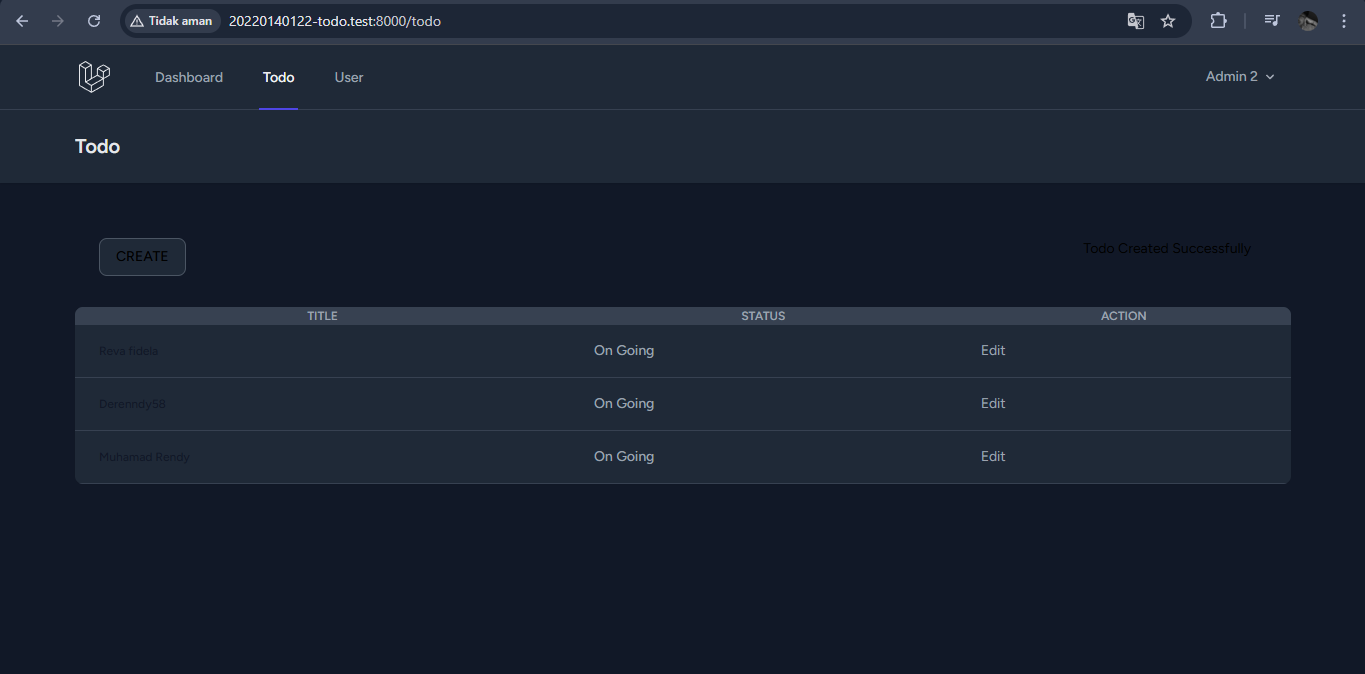 Tidak aman
20220140122-todo.test:8000/todo
Dashboard Todo User Admin 2
Todo
CREATE Todo Created Successfully
TITLE STATUS ACTION
Reva fidela On Going Edit
Derenndy58 On Going Edit
Muhamad Rendy On Going Edit